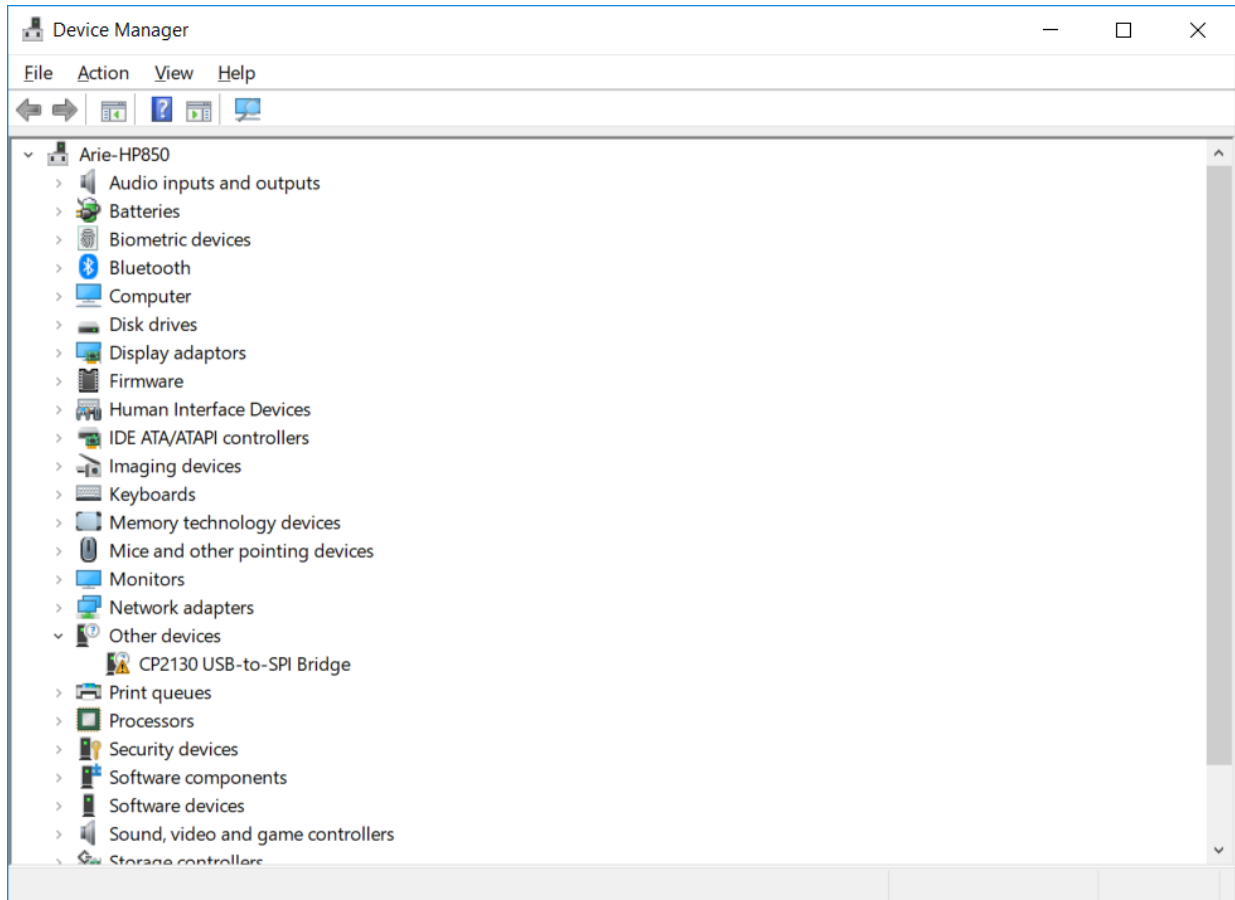 Device Manager
File Action View Help
Arie-HP850
Audio inputs and outputs
Batteries
Biometric devices
Bluetooth
Computer
Disk drives
Display adaptors
Firmware
Human Interface Devices
IDE ATA/ATAPI controllers
Imaging devices
Keyboards
Memory technology devices
Mice and other pointing devices
Monitors
Network adapters
Other devices
CP2130 USB-to-SPI Bridge
Print queues
Processors
Security devices
Software components
Software devices
Sound, video and game controllers
Storage controllers